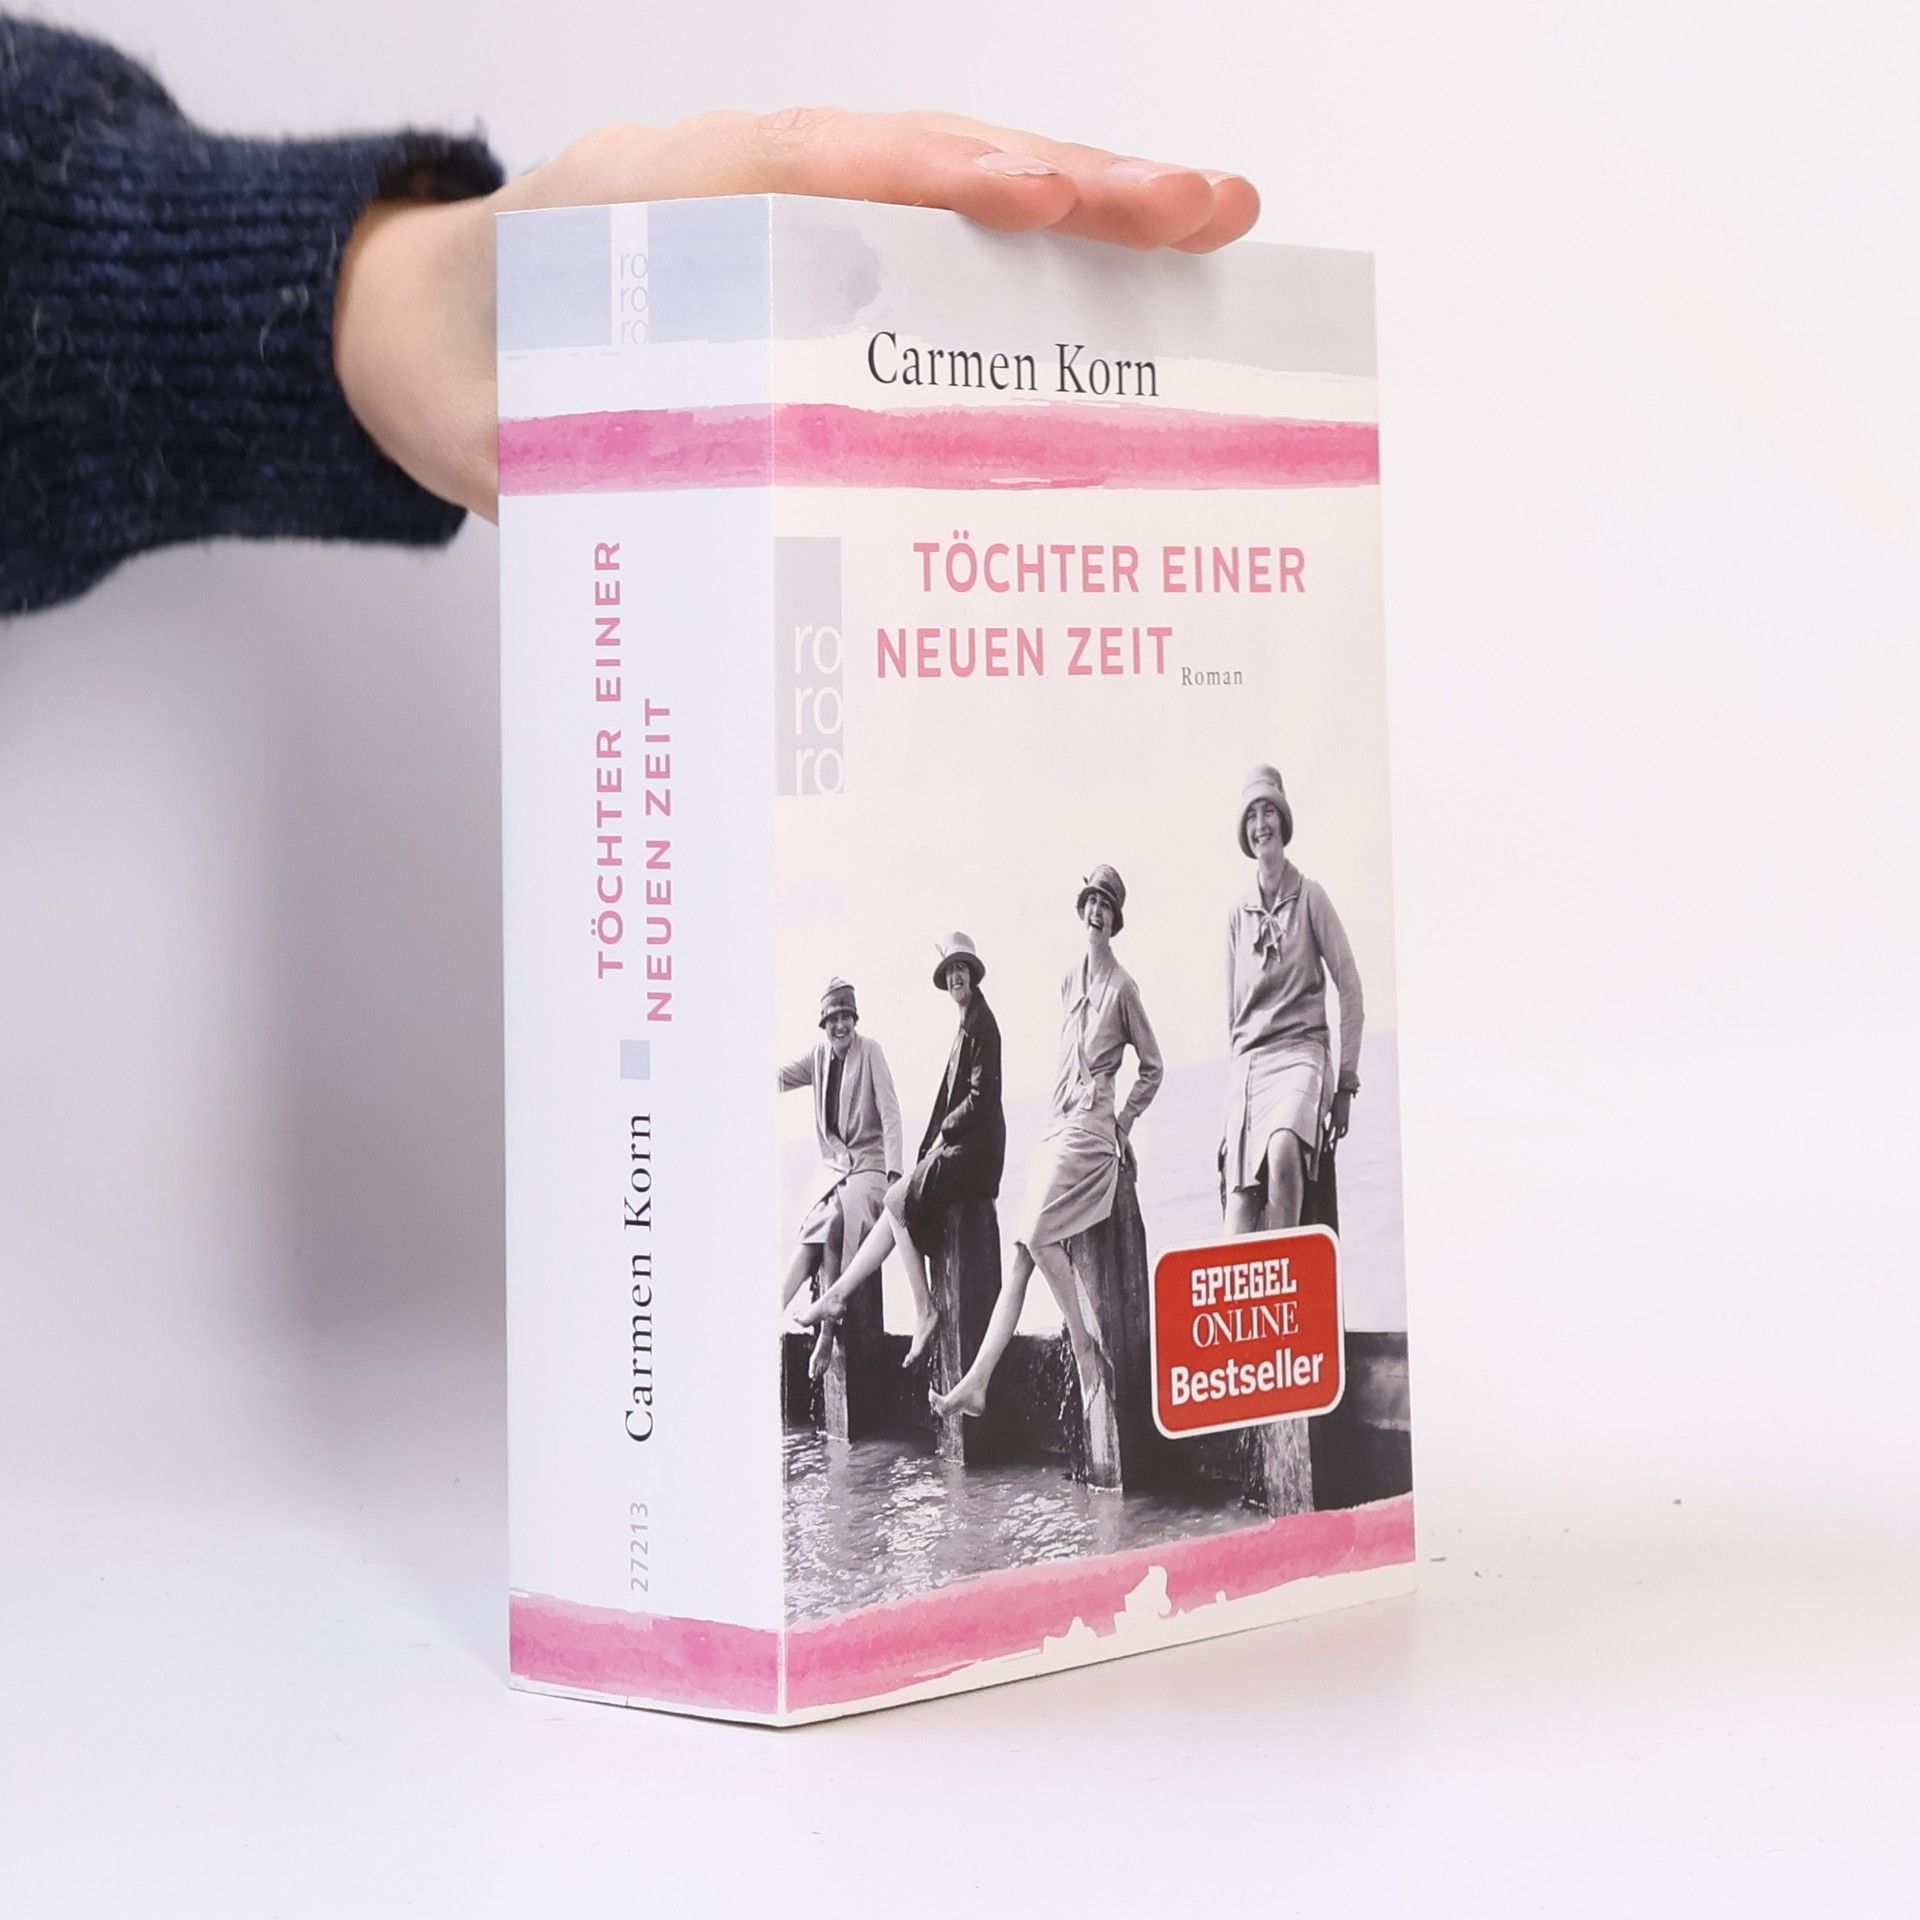 ro
ro
ro
TÖCHTER EINER
NEUEN ZEIT
Carmen Korn
27213
Carmen Korn
TÖCHTER EINER
NEUEN ZEIT
Roman
ro
ro
ro
SPIEGEL
ONLINE
Bestseller